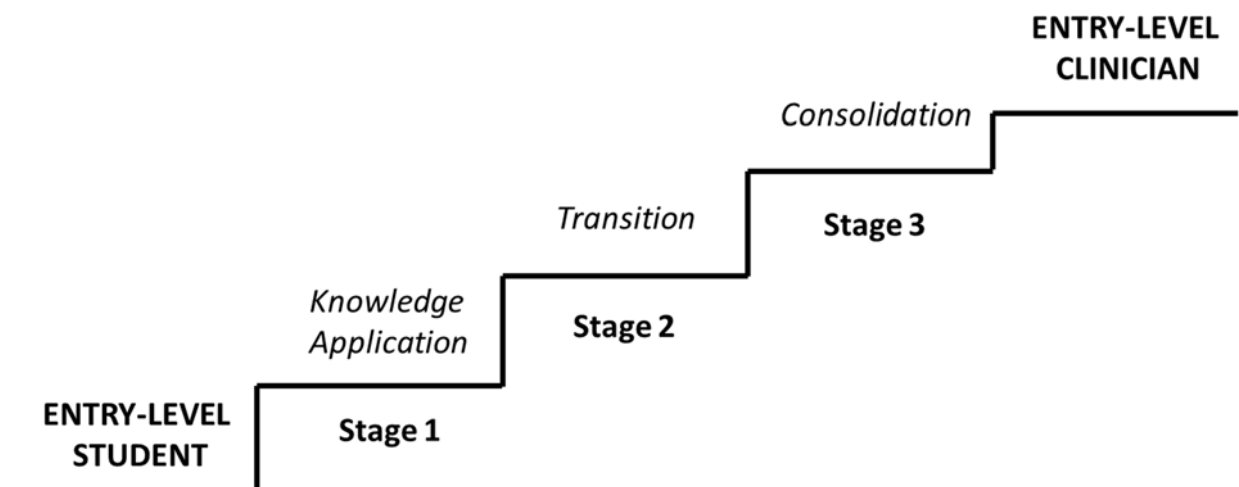 ENTRY-LEVEL
CLINICIAN
Consolidation
Transition
Stage 3
Knowledge
Application
Stage 2
ENTRY-LEVEL
STUDENT
Stage 1